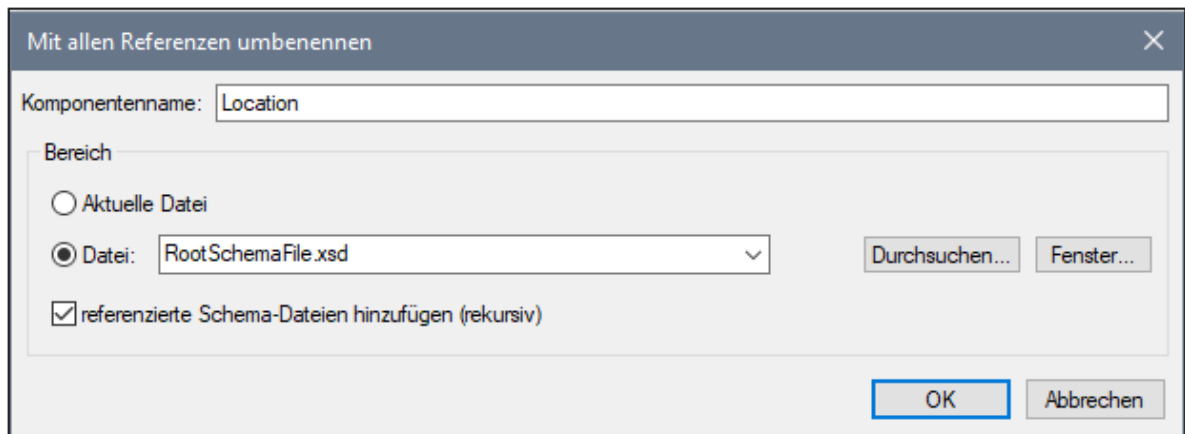 Mit allen Referenzen umbenennen
Komponentenname: Location
Bereich
Aktuelle Datei
Datei: RootSchemaFile.xsd Durchsuchen... Fenster...
referenzierte Schema-Dateien hinzufügen (rekursiv)
OK Abbrechen